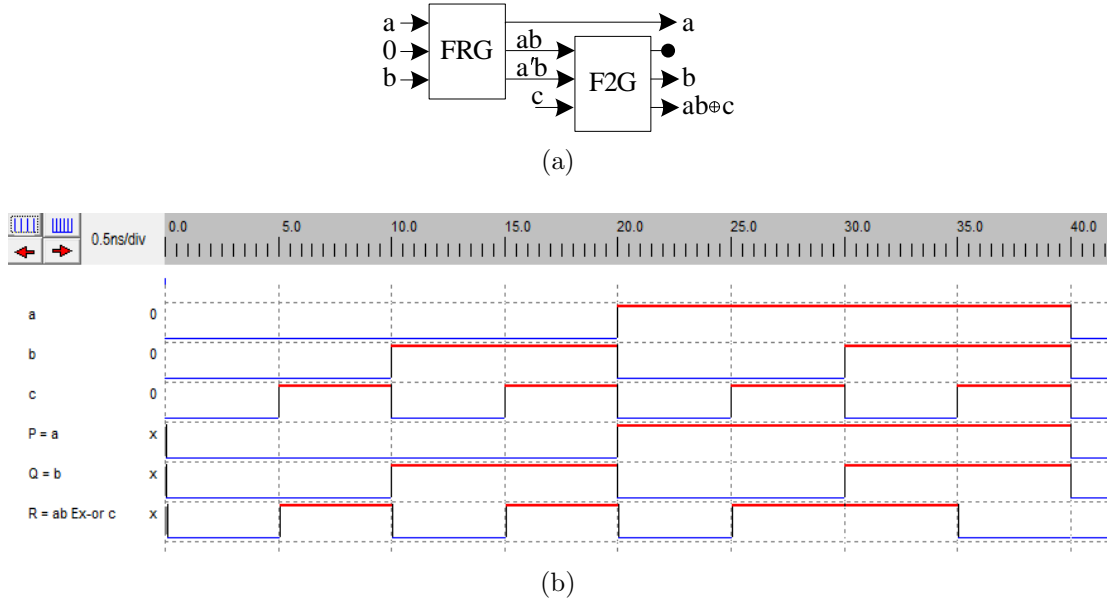 a a
0 FRG ab
b a'b F2G b
c ab⊕c
(a)
0.5ns/div 0.0 5.0 10.0 15.0 20.0 25.0 30.0 35.0 40.0
a 0
b 0
c 0
P = a x
Q = b x
R = ab Ex-or c x
(b)